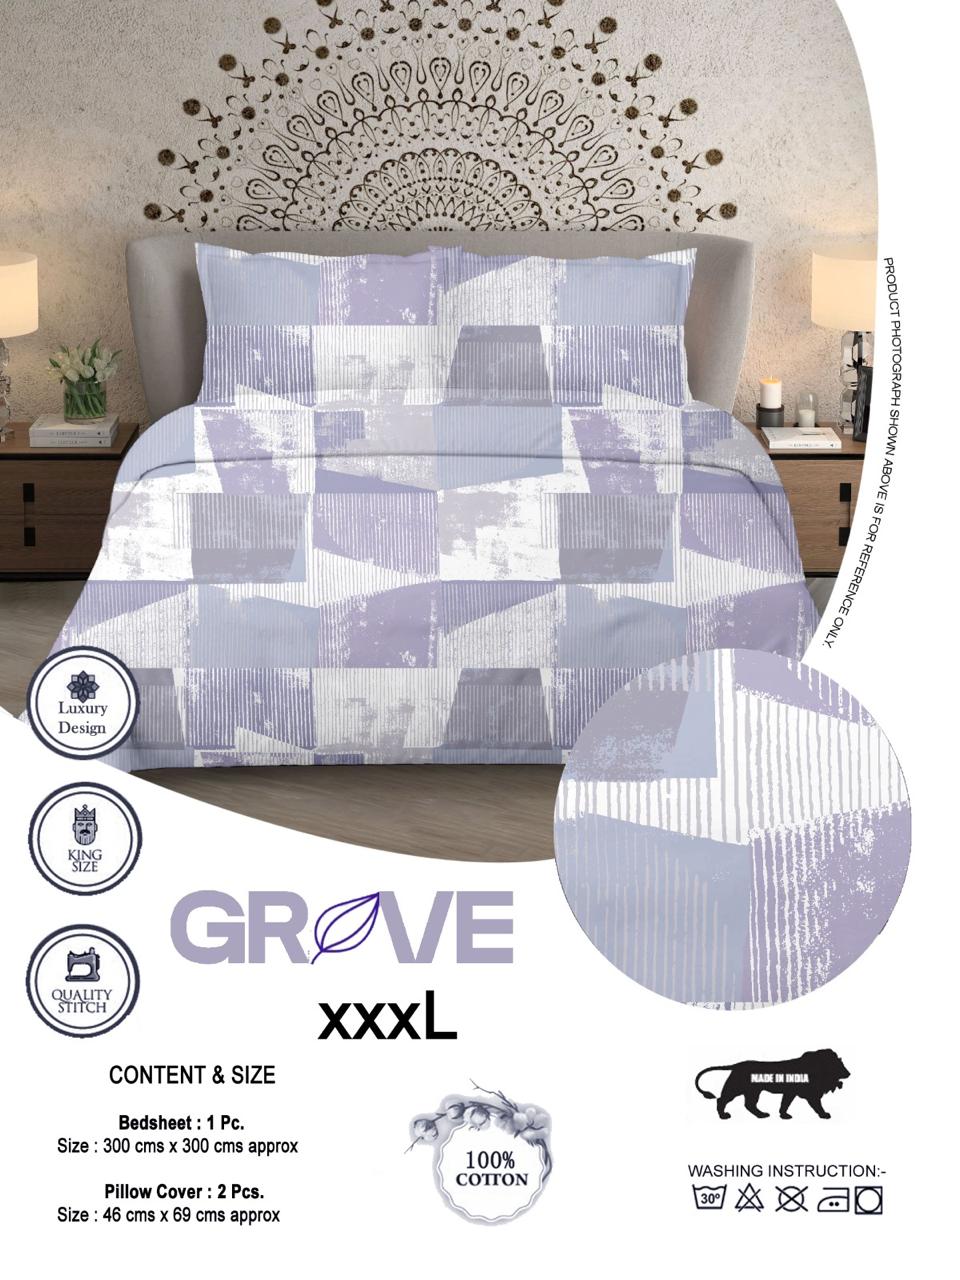 PRODUCT PHOTOGRAPH SHOWN ABOVE IS FOR REFERENCE ONLY.
Luxury
Design
KING
SIZE
QUALITY
STITCH
GROVE
xxxL
CONTENT & SIZE
Bedsheet : 1 Pc.
Size : 300 cms x 300 cms approx
Pillow Cover : 2 Pcs.
Size : 46 cms x 69 cms approx
100%
COTTON
MADE IN INDIA
WASHING INSTRUCTION:-
30°